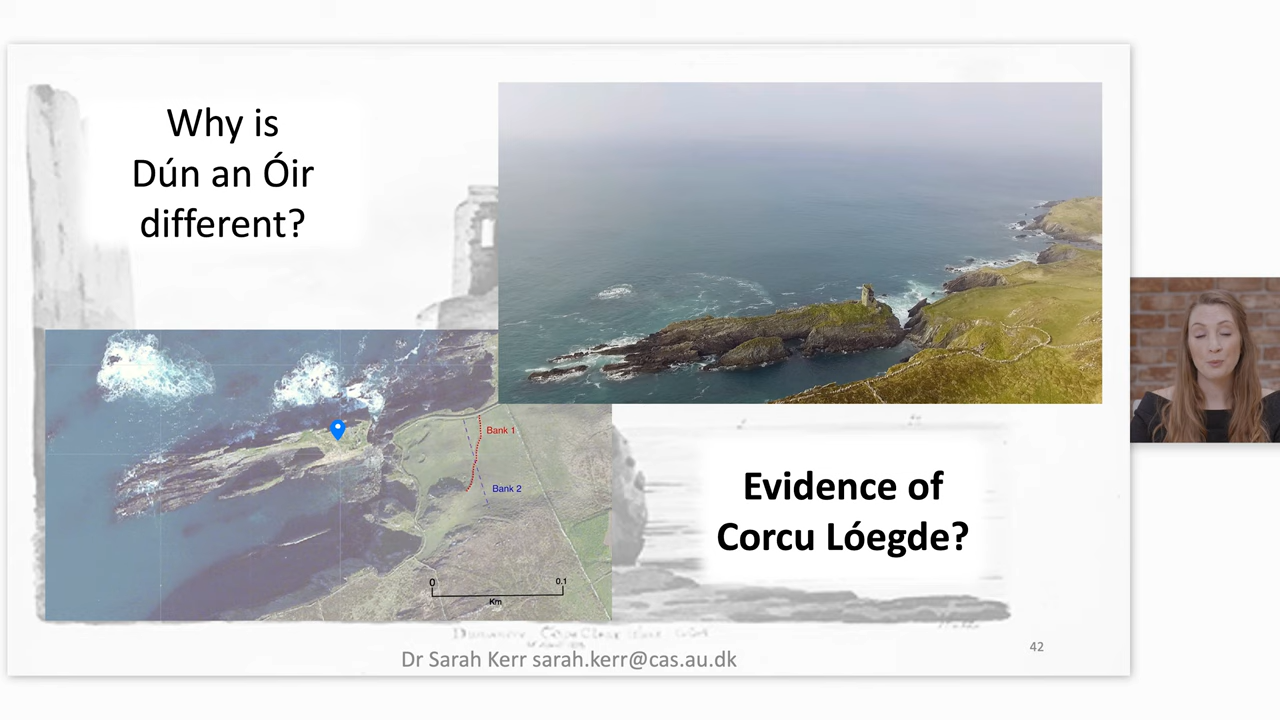 Why is
Dún an Óir
different?
Bank 1
Bank 2
0
0.1
Km
Evidence of
Corcu Lóegde?
Dr Sarah Kerr sarah.kerr@cas.au.dk
42